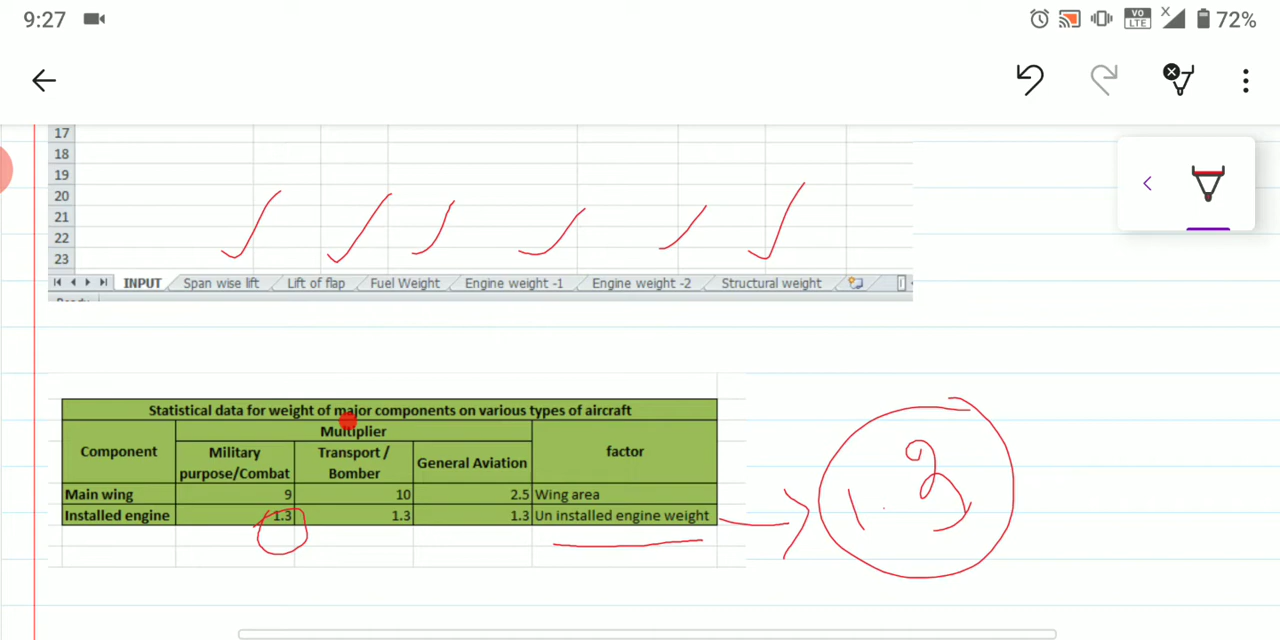 9:27 VO LTE X 72%
17
18
19
20
21
22
23
INPUT Span wise lift Lift of flap Fuel Weight Engine weight -1 Engine weight -2 Structural weight
Statistical data for weight of major components on various types of aircraft
Component Multiplier factor
Military purpose/Combat Transport / Bomber General Aviation
Main wing 9 10 2.5 Wing area
Installed engine 1.3 1.3 1.3 Un installed engine weight
1.3